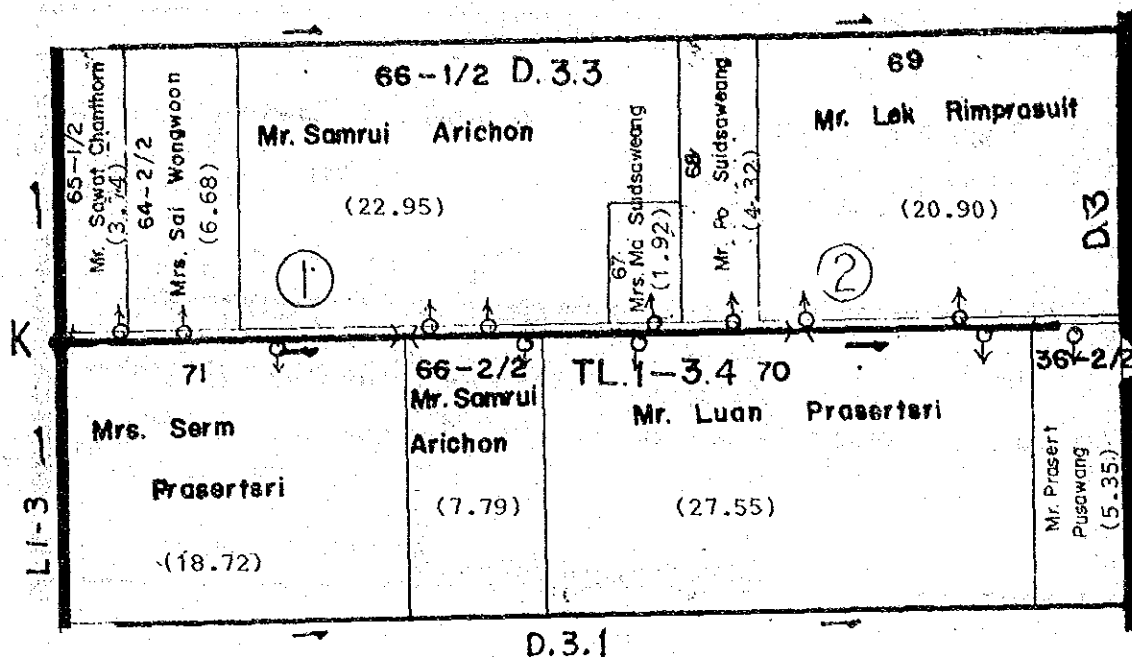 65-1/2
Mr. Sawat Chanthorn
(3.14)
64-2/2
Mrs. Sai Wongwoon
(6.68)
66-1/2 D.3.3
Mr. Samrui Arichon
(22.95)
67
Mrs. Ma Suidsaweang
(1.92)
68
Mr. Po Suidsaweang
(4.32)
69
Mr. Lek Rimprasuit
(20.90)
D.3
1
2
K
L1-3
71
Mrs. Serm
Prasertsri
(18.72)
66-2/2
Mr. Samrui
Arichon
(7.79)
TL.1-3.4 70
Mr. Luan Prasertsri
(27.55)
36-2/2
Mr. Prasert
Pusawang
(5.35)
D.3.1